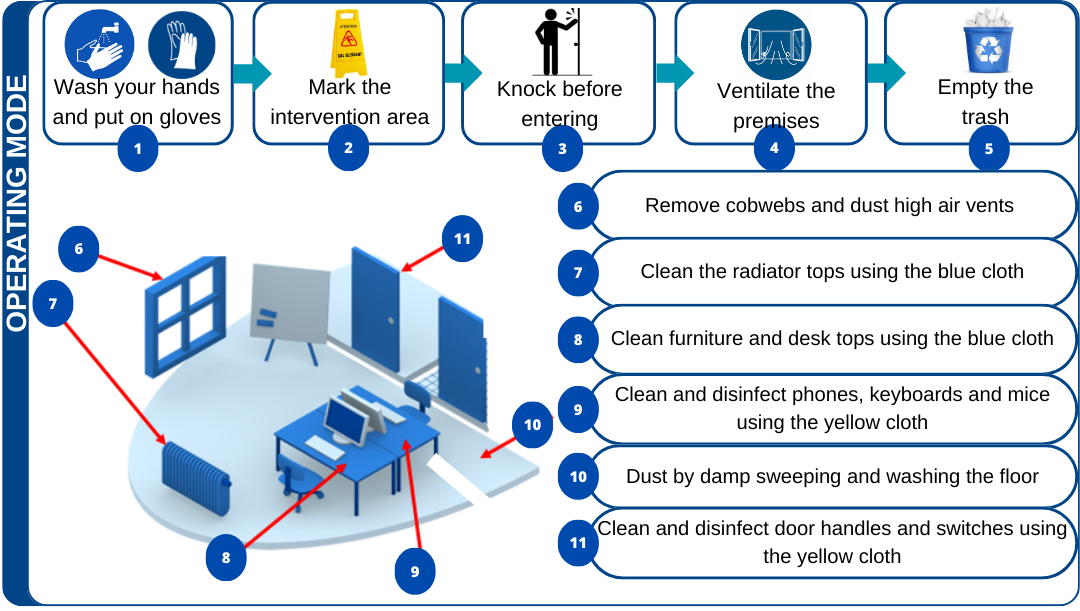 OPERATING MODE
Wash your hands
and put on gloves
1
ATTENTION
SOL GLISSANT
Mark the
intervention area
2
Knock before
entering
3
Ventilate the
premises
4
Empty the
trash
5
6
Remove cobwebs and dust high air vents
7
Clean the radiator tops using the blue cloth
8
Clean furniture and desk tops using the blue cloth
9
Clean and disinfect phones, keyboards and mice
using the yellow cloth
10
Dust by damp sweeping and washing the floor
11
Clean and disinfect door handles and switches using
the yellow cloth
6
7
11
10
8
9